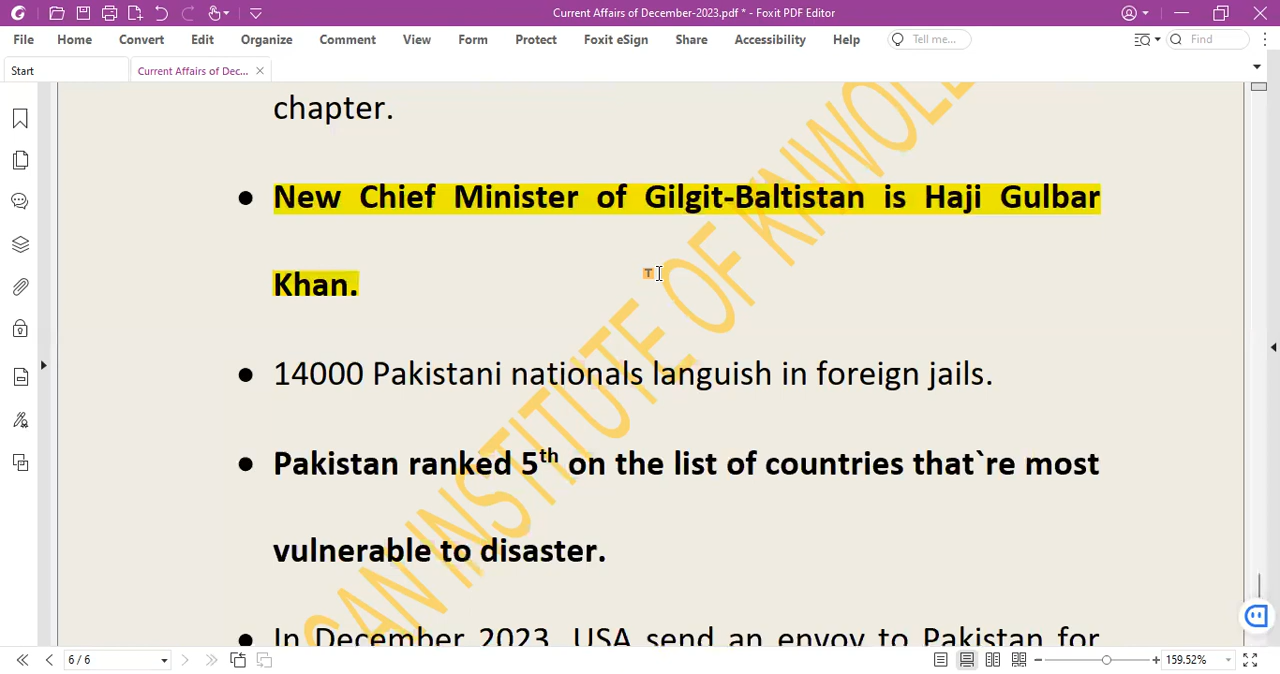 Current Affairs of December-2023.pdf * - Foxit PDF Editor
File Home Convert Edit Organize Comment View Form Protect Foxit eSign Share Accessibility Help Tell me... Find
Start Current Affairs of Dec...
chapter.
● New Chief Minister of Gilgit-Baltistan is Haji Gulbar
Khan.
● 14000 Pakistani nationals languish in foreign jails.
● Pakistan ranked 5th on the list of countries that`re most
vulnerable to disaster.
● In December 2023, USA send an envoy to Pakistan for
CAN INSTITUTE OF KNWOLE
6 / 6 159.52%